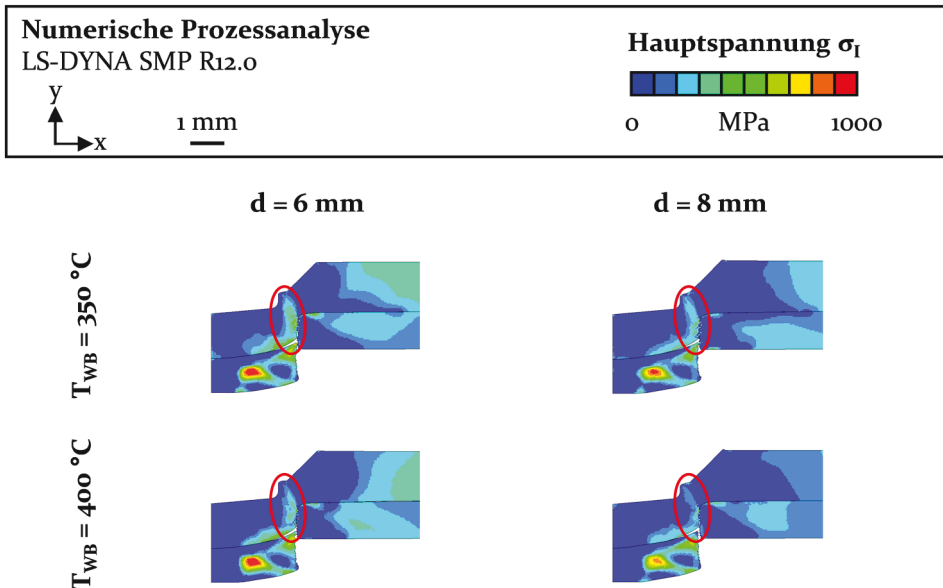 Numerische Prozessanalyse
LS-DYNA SMP R12.0
y
x
1 mm
Hauptspannung σI
0 MPa 1000
d = 6 mm
d = 8 mm
TWB = 350 °C
TWB = 400 °C